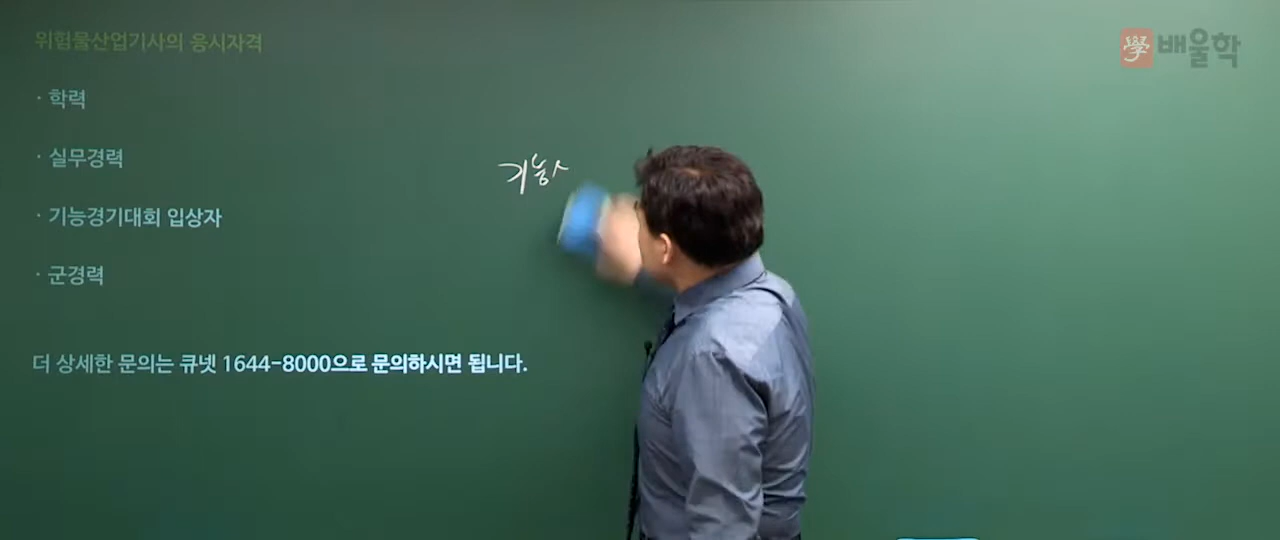 위험물산업기사의 응시자격
學 배울학
· 학력
· 실무경력
기능사
· 기능경기대회 입상자
· 군경력
더 상세한 문의는 큐넷 1644-8000으로 문의하시면 됩니다.